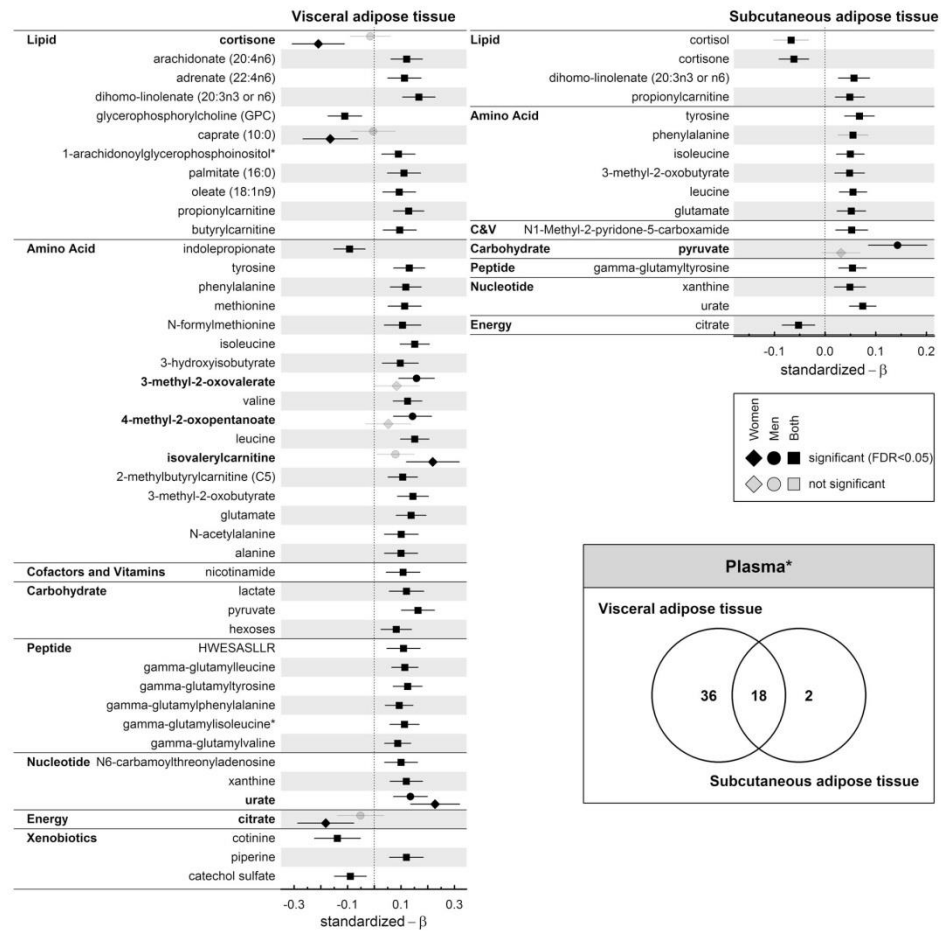 Visceral adipose tissue
Lipid cortisone
arachidonate (20:4n6)
adrenate (22:4n6)
dihomo-linolenate (20:3n3 or n6)
glycerophosphorylcholine (GPC)
caprate (10:0)
1-arachidonoylglycerophosphoinositol*
palmitate (16:0)
oleate (18:1n9)
propionylcarnitine
butyrylcarnitine
Amino Acid indolepropionate
tyrosine
phenylalanine
methionine
N-formylmethionine
isoleucine
3-hydroxyisobutyrate
3-methyl-2-oxovalerate
valine
4-methyl-2-oxopentanoate
leucine
isovalerylcarnitine
2-methylbutyrylcarnitine (C5)
3-methyl-2-oxobutyrate
glutamate
N-acetylalanine
alanine
Cofactors and Vitamins nicotinamide
Carbohydrate lactate
pyruvate
hexoses
Peptide HWESASLLR
gamma-glutamylleucine
gamma-glutamyltyrosine
gamma-glutamylphenylalanine
gamma-glutamylisoleucine*
gamma-glutamylvaline
Nucleotide N6-carbamoylthreonyladenosine
xanthine
urate
Energy citrate
Xenobiotics cotinine
piperine
catechol sulfate
-0.3 -0.1 0.1 0.3
standardized – β
Subcutaneous adipose tissue
Lipid cortisol
cortisone
dihomo-linolenate (20:3n3 or n6)
propionylcarnitine
Amino Acid tyrosine
phenylalanine
isoleucine
3-methyl-2-oxobutyrate
leucine
glutamate
C&V N1-Methyl-2-pyridone-5-carboxamide
Carbohydrate pyruvate
Peptide gamma-glutamyltyrosine
Nucleotide xanthine
urate
Energy citrate
-0.1 0.0 0.1 0.2
standardized – β
Women Men Both
significant (FDR<0.05)
not significant
Plasma*
Visceral adipose tissue
36 18 2
Subcutaneous adipose tissue